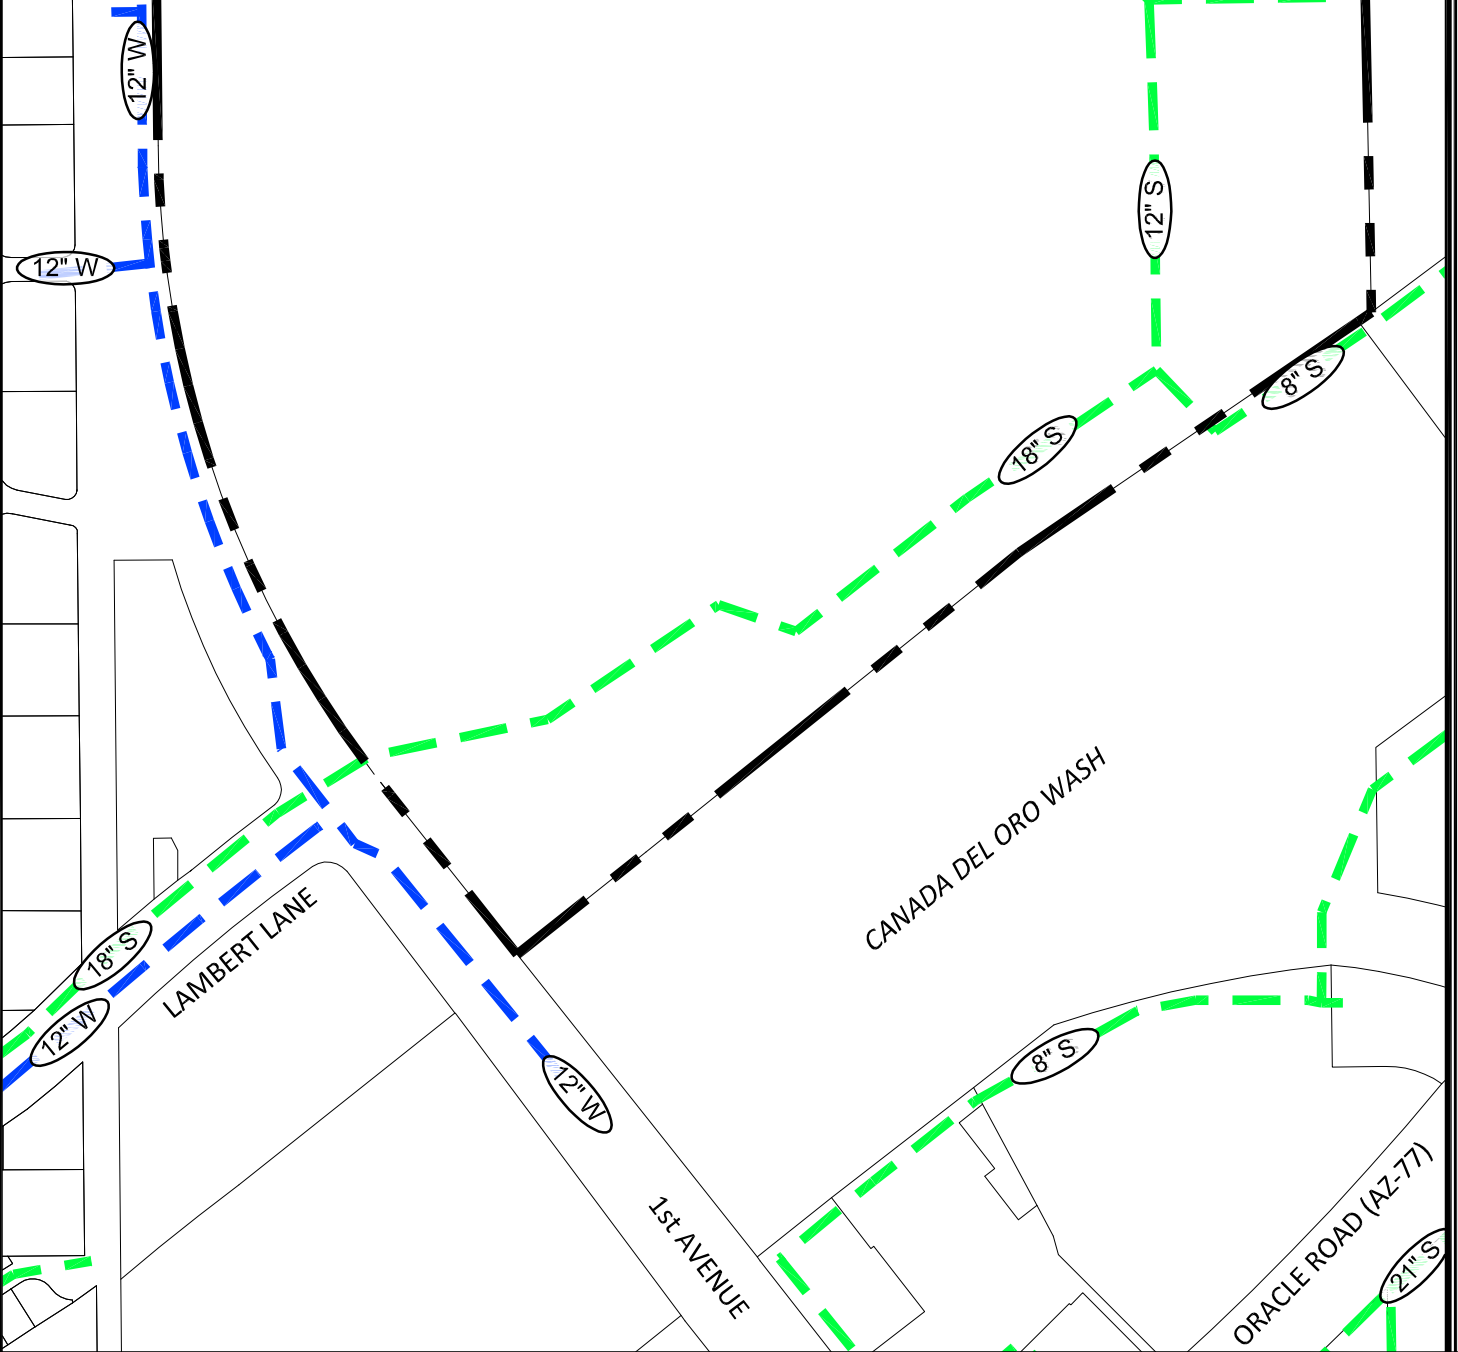 12" W
12" S
12" W
8" S
18" S
CANADA DEL ORO WASH
18" S
LAMBERT LANE
12" W
8" S
12" W
1st AVENUE
ORACLE ROAD (AZ-77)
21" S